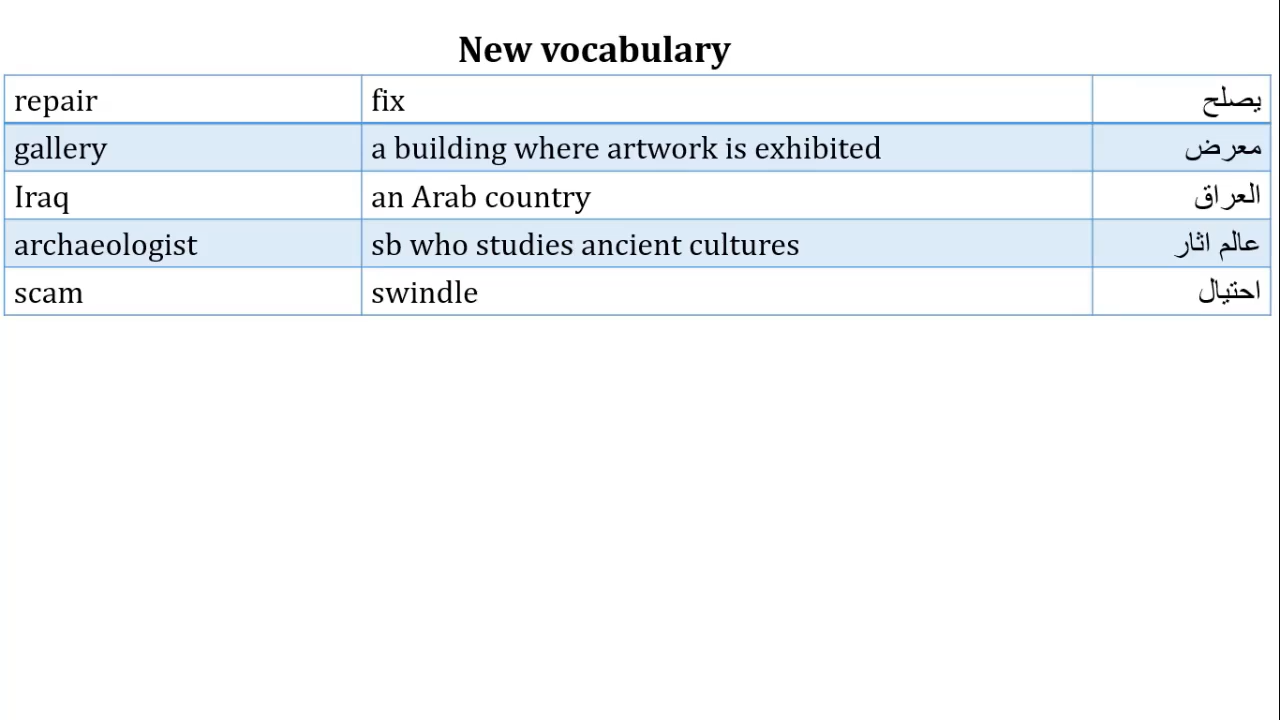 New vocabulary
repair fix يصلح
gallery a building where artwork is exhibited معرض
Iraq an Arab country العراق
archaeologist sb who studies ancient cultures عالم اثار
scam swindle احتيال